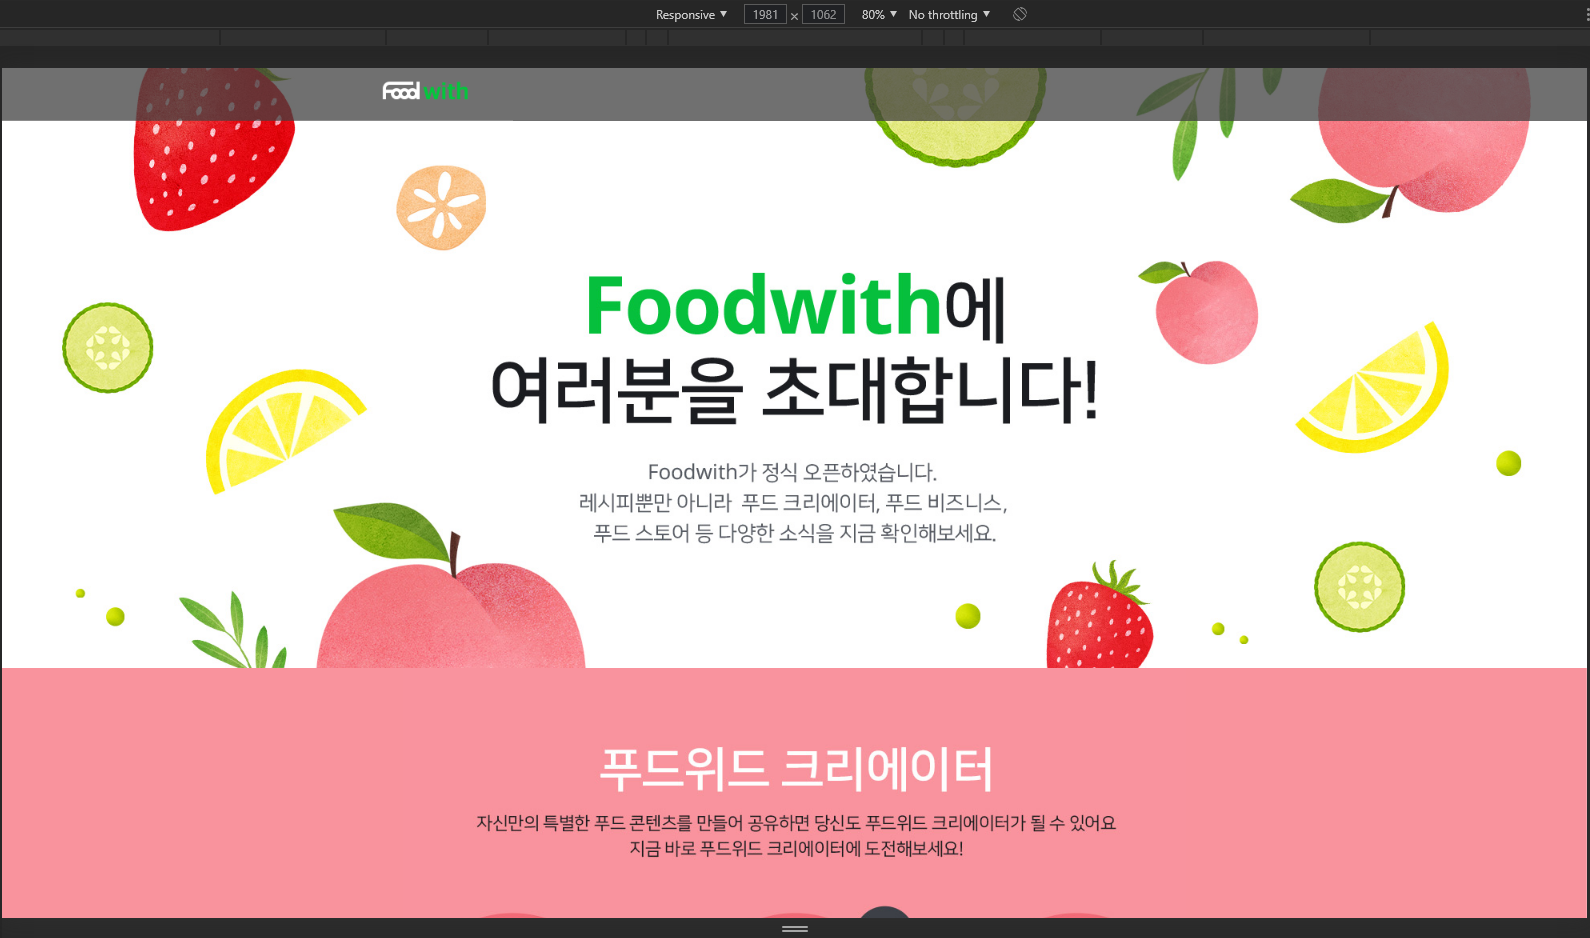 Responsive ▼ 1981 × 1062 80% ▼ No throttling ▼
Food with
Foodwith에
여러분을 초대합니다!
Foodwith가 정식 오픈하였습니다.
레시피뿐만 아니라 푸드 크리에이터, 푸드 비즈니스,
푸드 스토어 등 다양한 소식을 지금 확인해보세요.
푸드위드 크리에이터
자신만의 특별한 푸드 콘텐츠를 만들어 공유하면 당신도 푸드위드 크리에이터가 될 수 있어요
지금 바로 푸드위드 크리에이터에 도전해보세요!